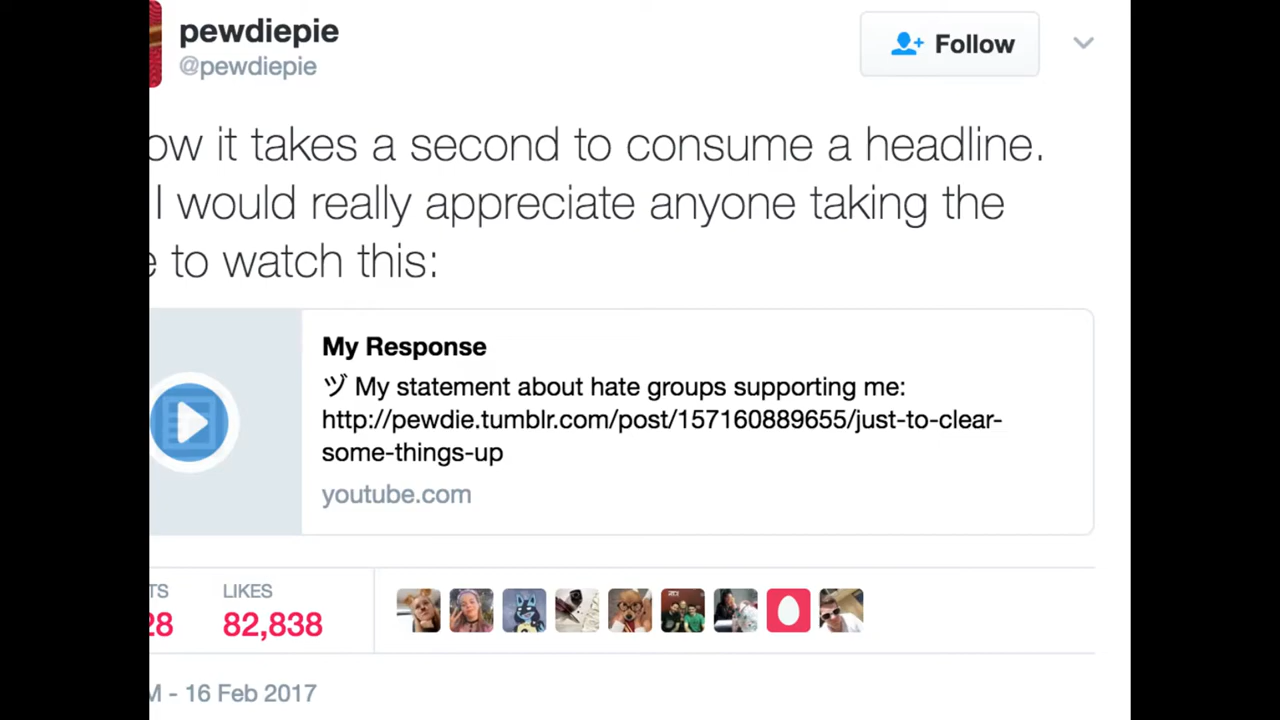 pewdiepie
@pewdiepie
Follow
ow it takes a second to consume a headline.
I would really appreciate anyone taking the
e to watch this:
My Response
ヅ My statement about hate groups supporting me:
http://pewdie.tumblr.com/post/157160889655/just-to-clear-
some-things-up
youtube.com
TS LIKES
28 82,838
M - 16 Feb 2017